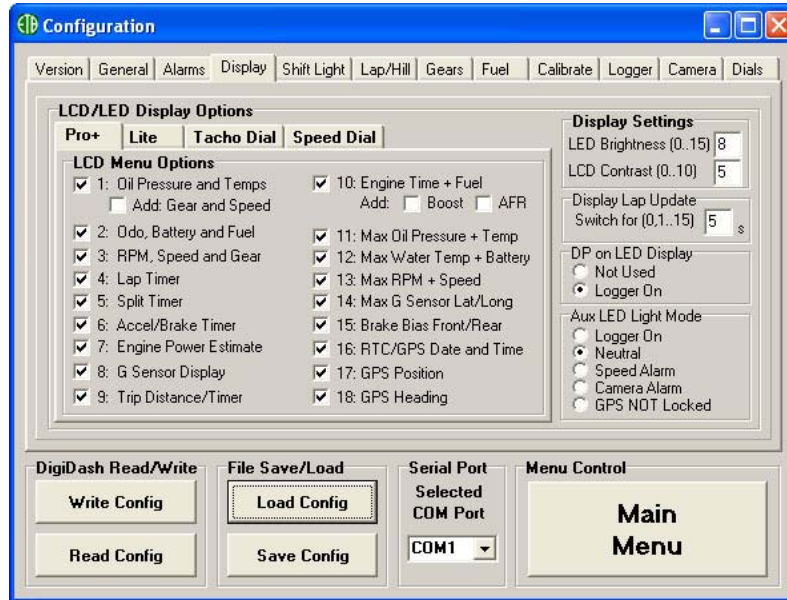 ETB Configuration
Version General Alarms Display Shift Light Lap/Hill Gears Fuel Calibrate Logger Camera Dials
LCD/LED Display Options
Pro+ Lite Tacho Dial Speed Dial
LCD Menu Options
1: Oil Pressure and Temps
Add: Gear and Speed
2: Odo, Battery and Fuel
3: RPM, Speed and Gear
4: Lap Timer
5: Split Timer
6: Accel/Brake Timer
7: Engine Power Estimate
8: G Sensor Display
9: Trip Distance/Timer
10: Engine Time + Fuel
Add: Boost AFR
11: Max Oil Pressure + Temp
12: Max Water Temp + Battery
13: Max RPM + Speed
14: Max G Sensor Lat/Long
15: Brake Bias Front/Rear
16: RTC/GPS Date and Time
17: GPS Position
18: GPS Heading
Display Settings
LED Brightness (0..15) 8
LCD Contrast (0..10) 5
Display Lap Update
Switch for (0,1..15) 5 s
DP on LED Display
Not Used
Logger On
Aux LED Light Mode
Logger On
Neutral
Speed Alarm
Camera Alarm
GPS NOT Locked
DigiDash Read/Write
Write Config
Read Config
File Save/Load
Load Config
Save Config
Serial Port
Selected
COM Port
COM1
Menu Control
Main
Menu